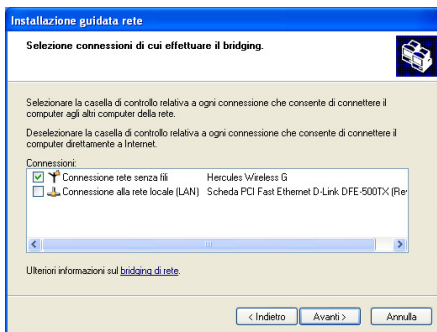 Installazione guidata rete
Selezione connessioni di cui effettuare il bridging.
Selezionare la casella di controllo relativa a ogni connessione che consente di connettere il
computer agli altri computer della rete.
Deselezionare la casella di controllo relativa a ogni connessione che consente di connettere il
computer direttamente a Internet.
Connessioni:
Connessione rete senza fili Hercules Wireless G
Connessione alla rete locale (LAN) Scheda PCI Fast Ethernet D-Link DFE-500TX (Re
Ulteriori informazioni sul bridging di rete.
< Indietro Avanti > Annulla